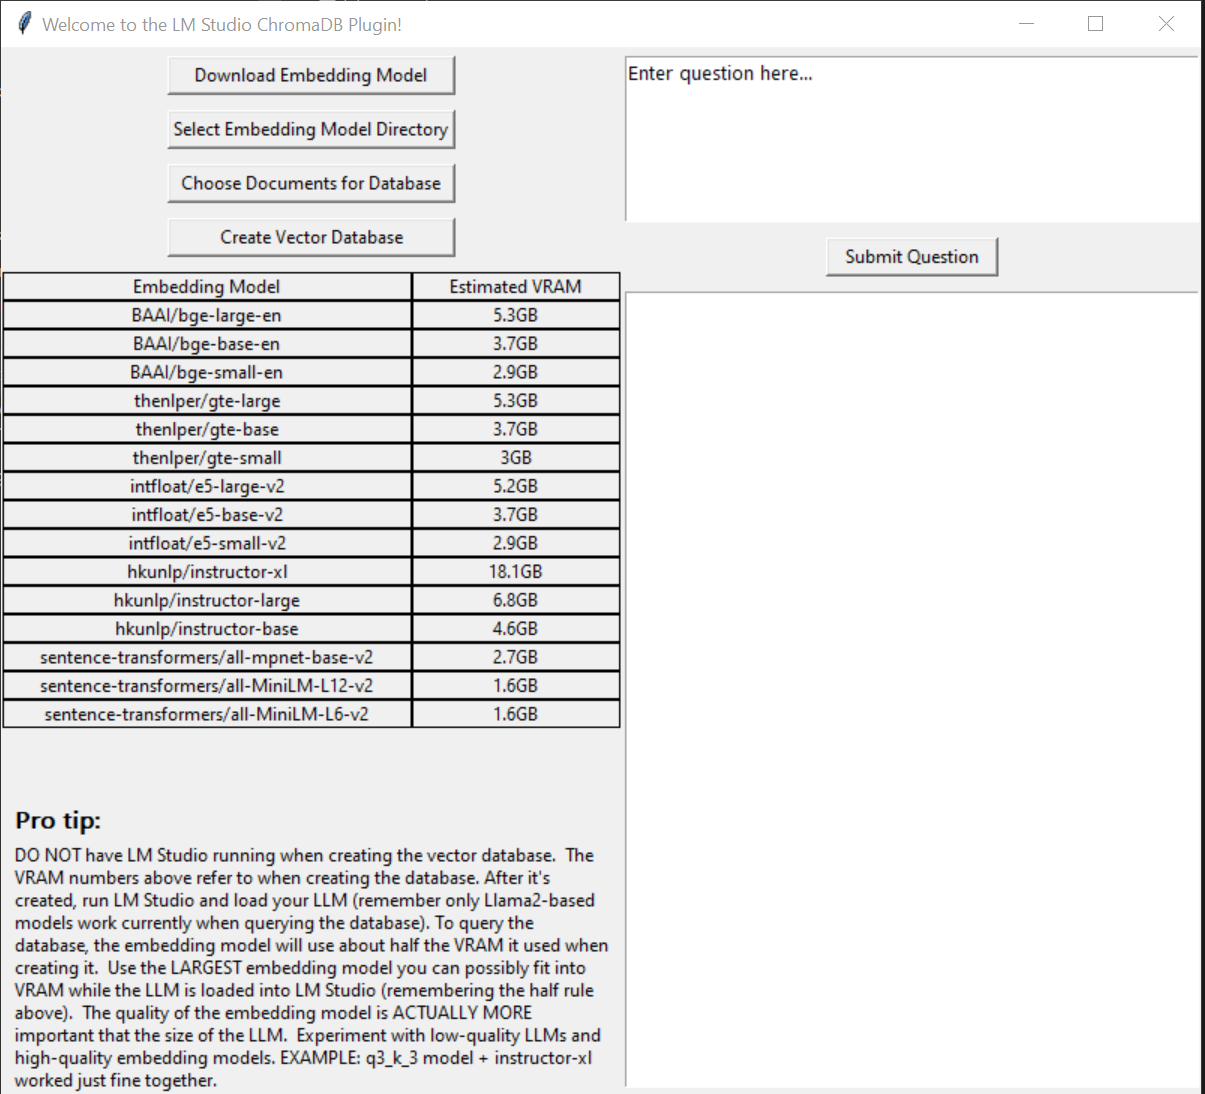 Welcome to the LM Studio ChromaDB Plugin!
Download Embedding Model
Select Embedding Model Directory
Choose Documents for Database
Create Vector Database
Embedding Model Estimated VRAM
BAAI/bge-large-en 5.3GB
BAAI/bge-base-en 3.7GB
BAAI/bge-small-en 2.9GB
thenlper/gte-large 5.3GB
thenlper/gte-base 3.7GB
thenlper/gte-small 3GB
intfloat/e5-large-v2 5.2GB
intfloat/e5-base-v2 3.7GB
intfloat/e5-small-v2 2.9GB
hkunlp/instructor-xl 18.1GB
hkunlp/instructor-large 6.8GB
hkunlp/instructor-base 4.6GB
sentence-transformers/all-mpnet-base-v2 2.7GB
sentence-transformers/all-MiniLM-L12-v2 1.6GB
sentence-transformers/all-MiniLM-L6-v2 1.6GB
Pro tip:
DO NOT have LM Studio running when creating the vector database.  The
VRAM numbers above refer to when creating the database. After it's
created, run LM Studio and load your LLM (remember only Llama2-based
models work currently when querying the database). To query the
database, the embedding model will use about half the VRAM it used when
creating it.  Use the LARGEST embedding model you can possibly fit into
VRAM while the LLM is loaded into LM Studio (remembering the half rule
above).  The quality of the embedding model is ACTUALLY MORE
important that the size of the LLM.  Experiment with low-quality LLMs and
high-quality embedding models. EXAMPLE: q3_k_3 model + instructor-xl
worked just fine together.
Enter question here...
Submit Question